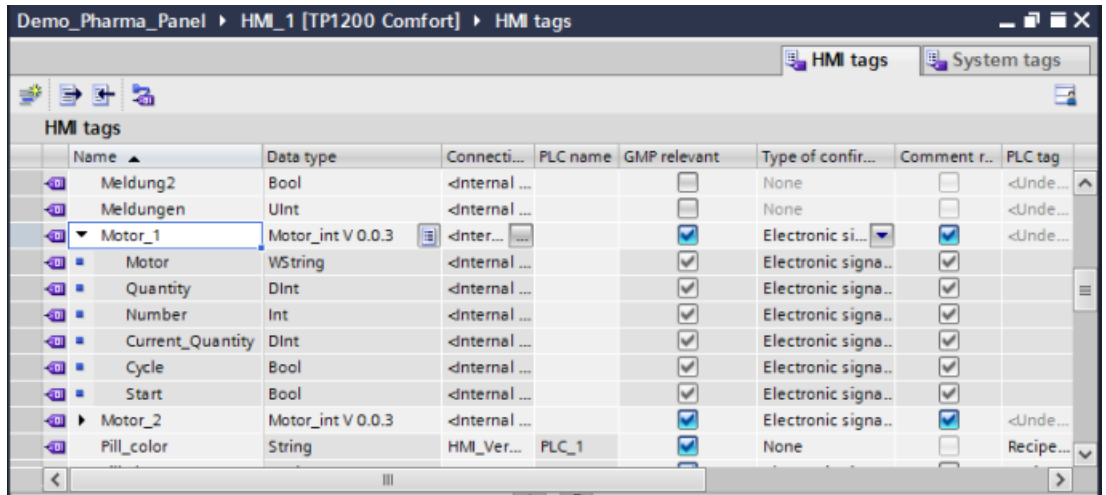 Demo_Pharma_Panel ▸ HMI_1 [TP1200 Comfort] ▸ HMI tags
HMI tags System tags
HMI tags
Name Data type Connecti... PLC name GMP relevant Type of confir... Comment r... PLC tag
Meldung2 Bool <Internal ... None <Unde...
Meldungen UInt <Internal ... None <Unde...
Motor_1 Motor_int V 0.0.3 <Inter... ... Electronic si... <Unde...
Motor WString <Internal ... Electronic signa..
Quantity DInt <Internal ... Electronic signa..
Number Int <Internal ... Electronic signa..
Current_Quantity DInt <Internal ... Electronic signa..
Cycle Bool <Internal ... Electronic signa..
Start Bool <Internal ... Electronic signa..
Motor_2 Motor_int V 0.0.3 <Internal ... Electronic signa.. <Unde...
Pill_color String HMI_Ver... PLC_1 None Recipe...